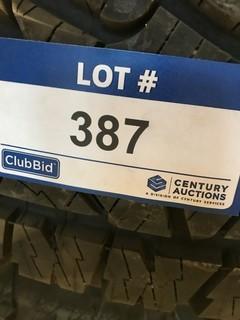 LOT #
387
ClubBid
CENTURY
AUCTIONS
A DIVISION OF CENTURY SERVICES